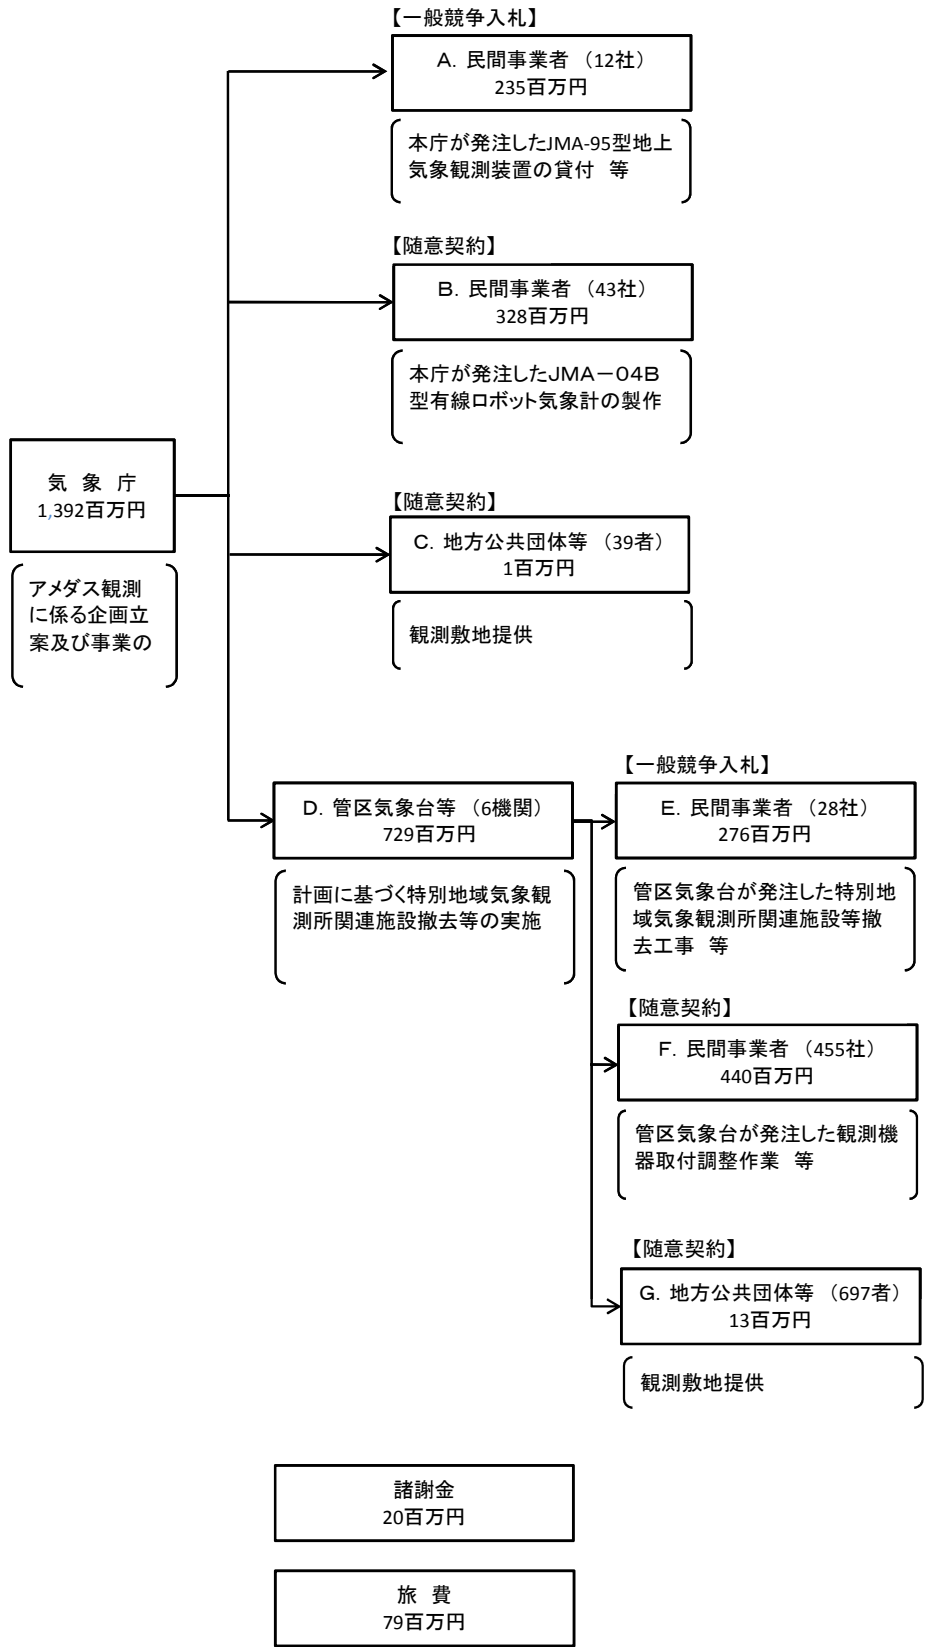 【一般競争入札】
A．民間事業者　（12社）
235百万円
本庁が発注したJMA-95型地上
気象観測装置の貸付　等
【随意契約】
B．民間事業者　（43社）
328百万円
本庁が発注したJMA－04B
型有線ロボット気象計の製作
気　象　庁
1,392百万円
アメダス観測
に係る企画立
案及び事業の
【随意契約】
C．地方公共団体等　（39者）
1百万円
観測敷地提供
D．管区気象台等　（6機関）
729百万円
計画に基づく特別地域気象観
測所関連施設撤去等の実施
【一般競争入札】
E．民間事業者　（28社）
276百万円
管区気象台が発注した特別地
域気象観測所関連施設等撤
去工事　等
【随意契約】
F．民間事業者　（455社）
440百万円
管区気象台が発注した観測機
器取付調整作業　等
【随意契約】
G．地方公共団体等　（697者）
13百万円
観測敷地提供
諸謝金
20百万円
旅　費
79百万円